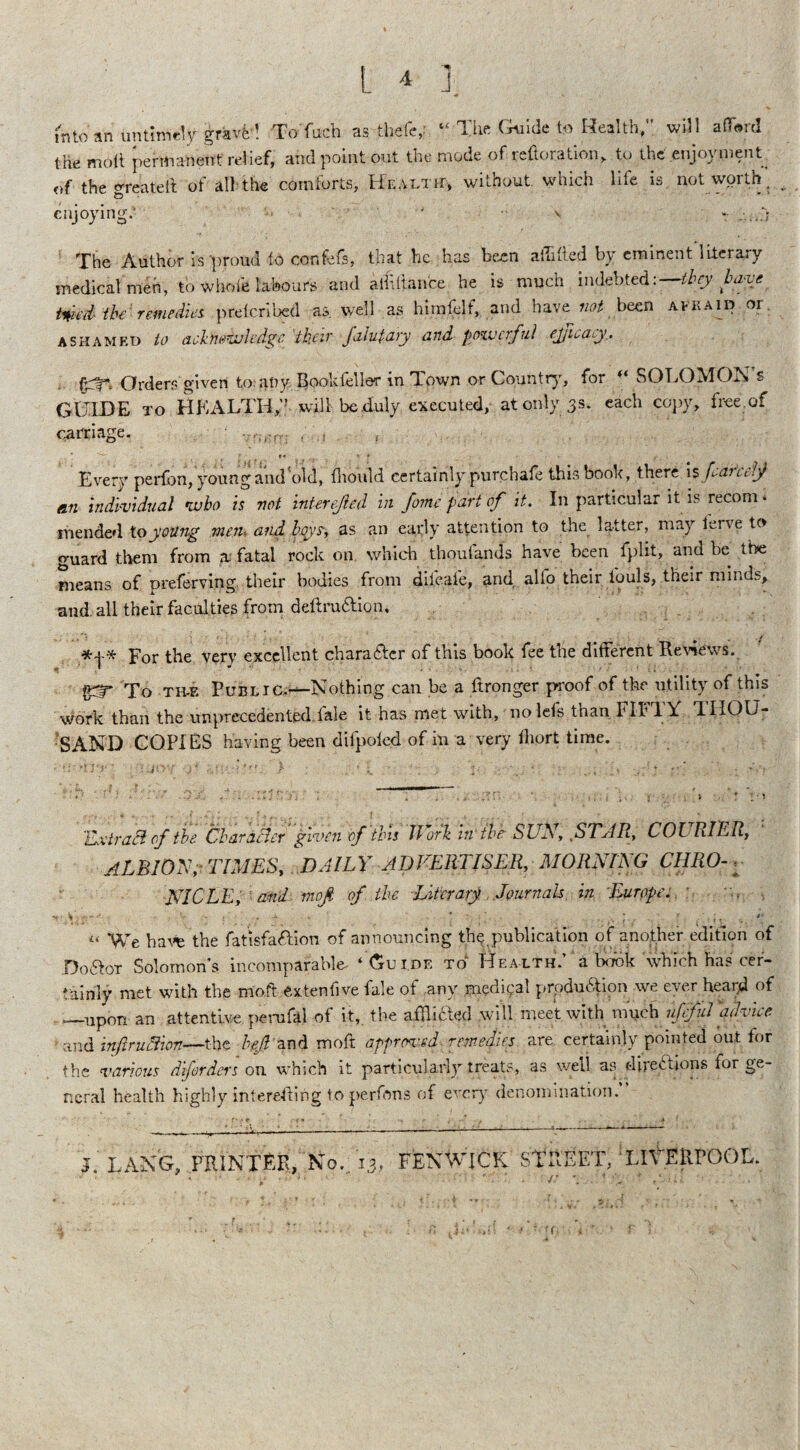 [ 4 ]
into an untimely grave! To ſuch as theſe, “The Guide to Health,” will afford
the moſt permanent relief, and point out the mode of reſtoration, to the enjoyment
of the greateſt of all the comforts, HEALTH, without which life is not worth
enjoying.
The Author is proud to confeſs, that he has been aſſiſted by eminent literary
medical men, to whoſe labours and aſſiſtance he is much indebted:—they have
tried the remedies preſcribed as well as himſelf, and have not been AFRAID or
ASHAMED to acknowledge their ſalutary and powerful efficacy.
☞ Orders given to any Bookſeller in Town or Country, for “ SOLOMON's
GUIDE TO HEALTH,” will be duly executed, at only 3s. each copy, free of
carriage.
Every perſon, young and old, ſhould certainly purchaſe this book, there is ſcarcely
an individual who is not intereſted in ſome part of it. In particular it is recom-
mended to young men and boys, as an early attention to the latter, may ſerve to
guard them from a fatal rock on which thouſands have been ſplit, and be the
means of preſerving their bodies from diſeaſe, and alſo their ſouls, their minds,
and all their faculties from deſtruction.
*†* For the very excellent character of this book ſee the different Reviews.
☞ To THE PUBLIC.—Nothing can be a ſtronger proof of the utility of this
work than the unprecedented ſale it has met with, no leſs than FIFTY THOU-
SAND COPIES having been diſpoſed of in a very ſhort time.
Extract of the Character given of this Work in the SUN, STAR, COURIER,
ALBION, TIMES, DAILY ADVERTISER, MORNING CHRO-
NICLE, and moſt of the Literary Journals in Europe.
“ We have the ſatisfaction of announcing the publication of another edition of
Doctor Solomon's incomparable ‘ GUIDE TO HEALTH.’ a book which has cer-
tainly met with the moſt extenſive ſale of any medical production we ever heard of
—upon an attentive peruſal of it, the afflicted will meet with much uſeful advice
and inſtruction—the beſt and moſt approved remedies are certainly pointed out for
the various diſorders on which it particularly treats, as well as directions for ge-
neral health highly intereſting to perſons of every denomination.”
J. LANG, PRINTER, No. 13, FENWICK STREET, LIVERPOOL.